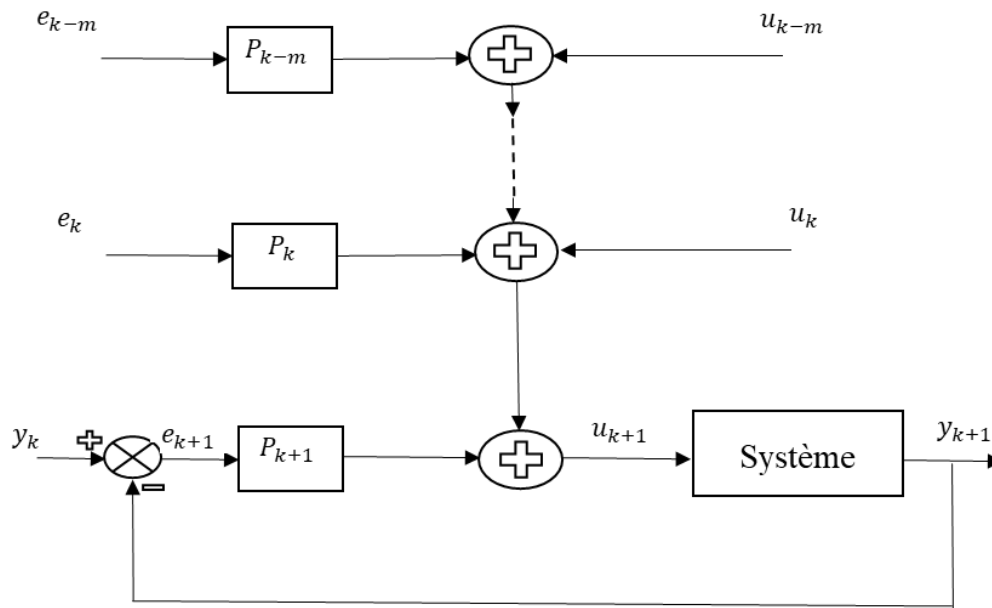 e_{k-m}
P_{k-m}
u_{k-m}
e_k
P_k
u_k
y_k
e_{k+1}
P_{k+1}
u_{k+1}
Système
y_{k+1}